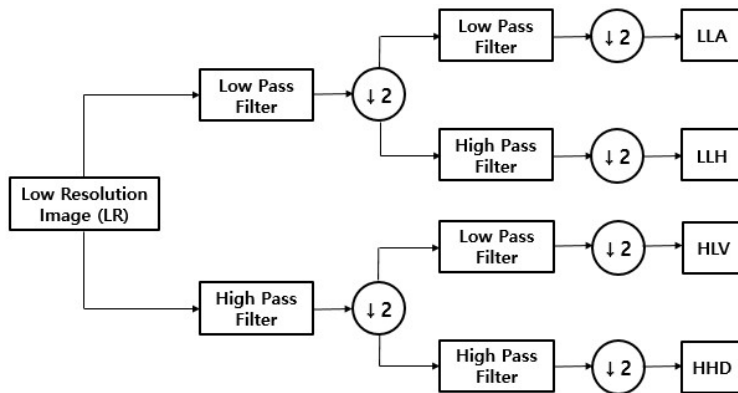 Low Pass
Filter
↓ 2
LLA
Low Pass
Filter
↓ 2
High Pass
Filter
↓ 2
LLH
Low Resolution
Image (LR)
Low Pass
Filter
↓ 2
HLV
High Pass
Filter
↓ 2
High Pass
Filter
↓ 2
HHD